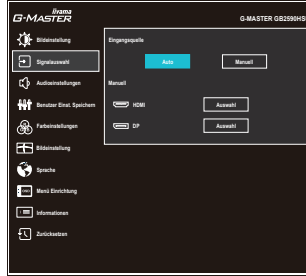 iiyama
G-MASTER
G-MASTER GB2590HS
Bildeinstellung
Eingangsquelle
Signalauswahl
Auto
Manuell
Audioeinstellungen
Manuell
Benutzer Einst. Speichern
HDMI
Auswahl
Farbeinstellungen
DP
Auswahl
Bildeinstellung
Sprache
Menü Einrichtung
Informationen
Zurücksetzen